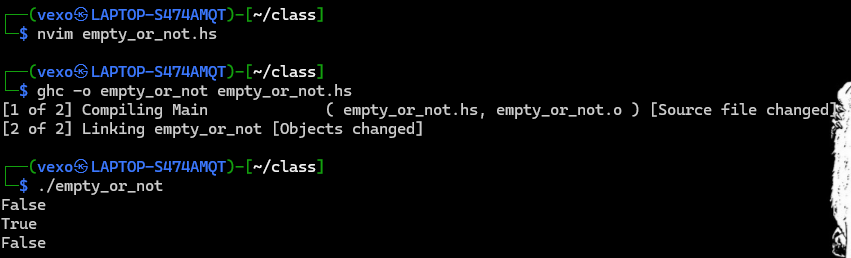 ┌──(vexo㉿LAPTOP-S474AMQT)-[~/class]
└─$ nvim empty_or_not.hs
┌──(vexo㉿LAPTOP-S474AMQT)-[~/class]
└─$ ghc -o empty_or_not empty_or_not.hs
[1 of 2] Compiling Main             ( empty_or_not.hs, empty_or_not.o ) [Source file changed]
[2 of 2] Linking empty_or_not [Objects changed]
┌──(vexo㉿LAPTOP-S474AMQT)-[~/class]
└─$ ./empty_or_not
False
True
False